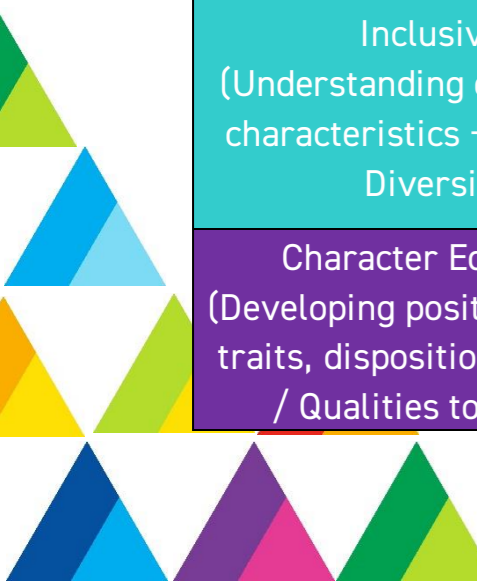 Inclusiv
(Understanding
characteristics -
Diversi
Character Ed
(Developing posit
traits, dispositio
/ Qualities to